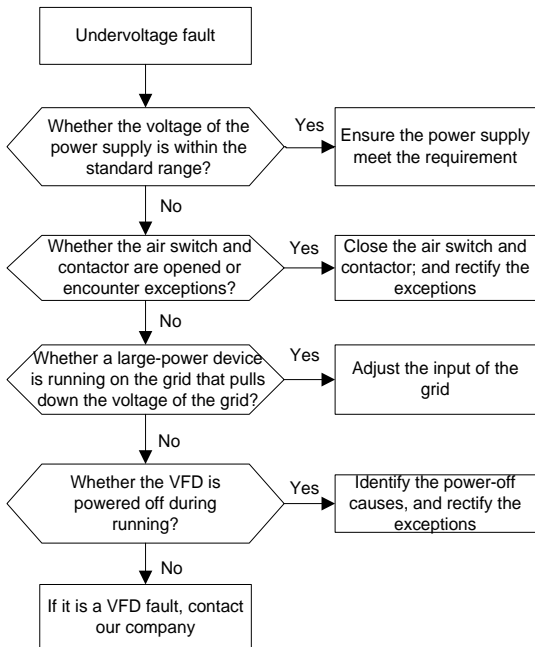 Undervoltage fault
Whether the voltage of the
power supply is within the
standard range?
Yes
Ensure the power supply
meet the requirement
No
Whether the air switch and
contactor are opened or
encounter exceptions?
Yes
Close the air switch and
contactor; and rectify the
exceptions
No
Whether a large-power device
is running on the grid that pulls
down the voltage of the grid?
Yes
Adjust the input of the
grid
No
Whether the VFD is
powered off during
running?
Yes
Identify the power-off
causes, and rectify the
exceptions
No
If it is a VFD fault, contact
our company